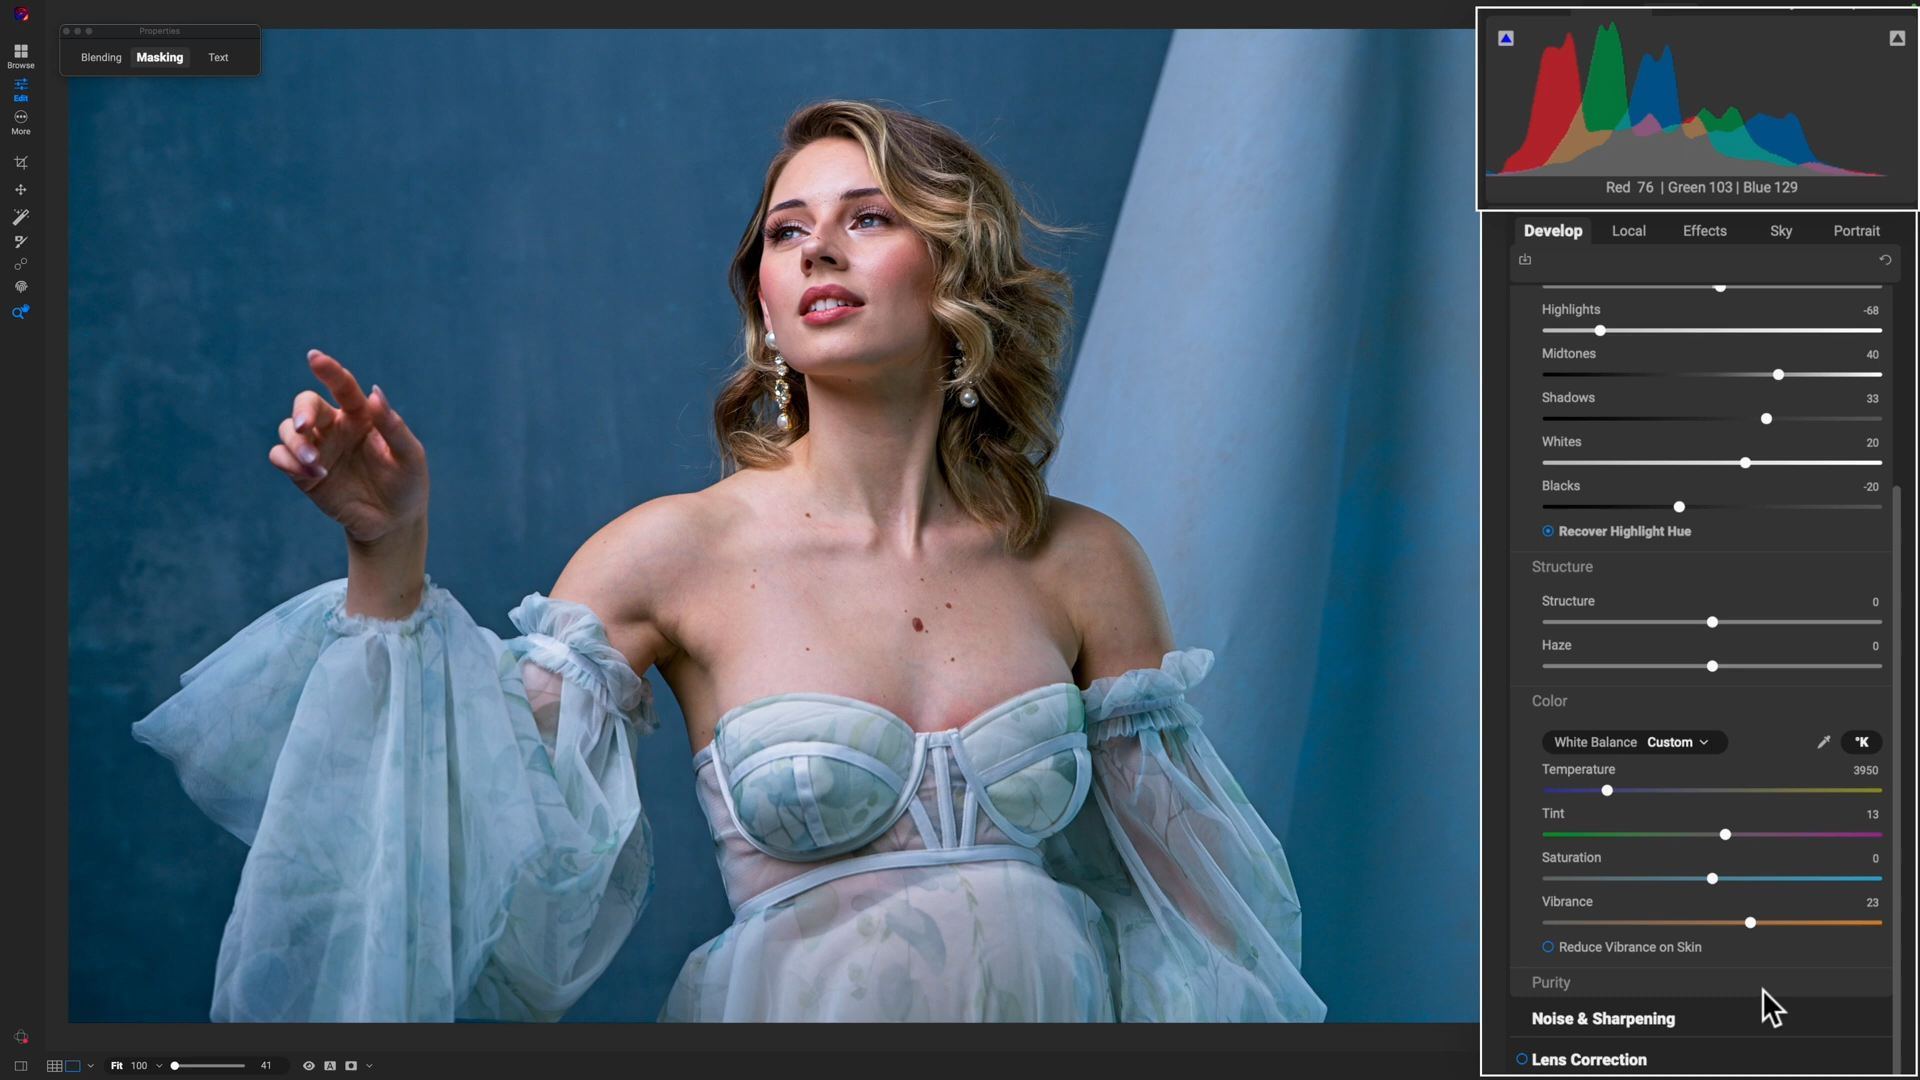 Properties
Blending Masking Text
Browse
Edit
More
Fit 100 41
A
Red 76 | Green 103 | Blue 129
Develop Local Effects Sky Portrait
Highlights -68
Midtones 40
Shadows 33
Whites 20
Blacks -20
Recover Highlight Hue
Structure
Structure 0
Haze 0
Color
White Balance Custom °K
Temperature 3950
Tint 13
Saturation 0
Vibrance 23
Reduce Vibrance on Skin
Purity
Noise & Sharpening
Lens Correction